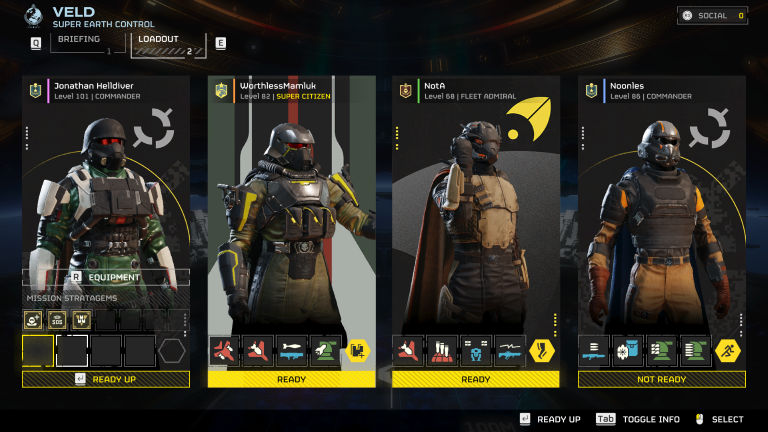 VELD
SUPER EARTH CONTROL
SOCIAL 0
Q BRIEFING 1 LOADOUT 2 E
Jonathan Helldiver
Level 101 | COMMANDER
WorthlessMamluk
Level 82 | SUPER CITIZEN
NotA
Level 68 | FLEET ADMIRAL
Noonles
Level 86 | COMMANDER
R EQUIPMENT
MISSION STRATAGEMS
SOS
READY UP
READY
READY
NOT READY
READY UP Tab TOGGLE INFO SELECT